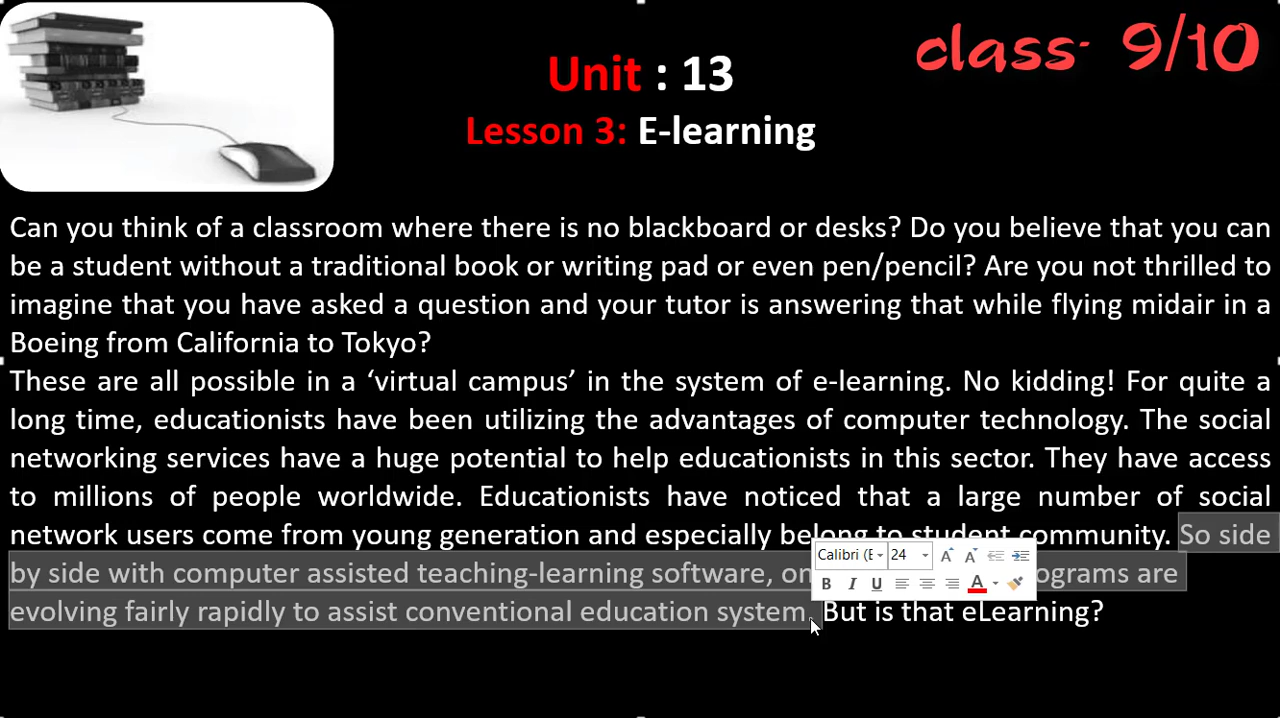 class- 9/10
Unit : 13
Lesson 3: E-learning
Can you think of a classroom where there is no blackboard or desks? Do you believe that you can
be a student without a traditional book or writing pad or even pen/pencil? Are you not thrilled to
imagine that you have asked a question and your tutor is answering that while flying midair in a
Boeing from California to Tokyo?
These are all possible in a ‘virtual campus’ in the system of e-learning. No kidding! For quite a
long time, educationists have been utilizing the advantages of computer technology. The social
networking services have a huge potential to help educationists in this sector. They have access
to millions of people worldwide. Educationists have noticed that a large number of social
network users come from young generation and especially belong to student community. So side
by side with computer assisted teaching-learning software, on ograms are
evolving fairly rapidly to assist conventional education system. But is that eLearning?
Calibri (E 24 A A
B I U A